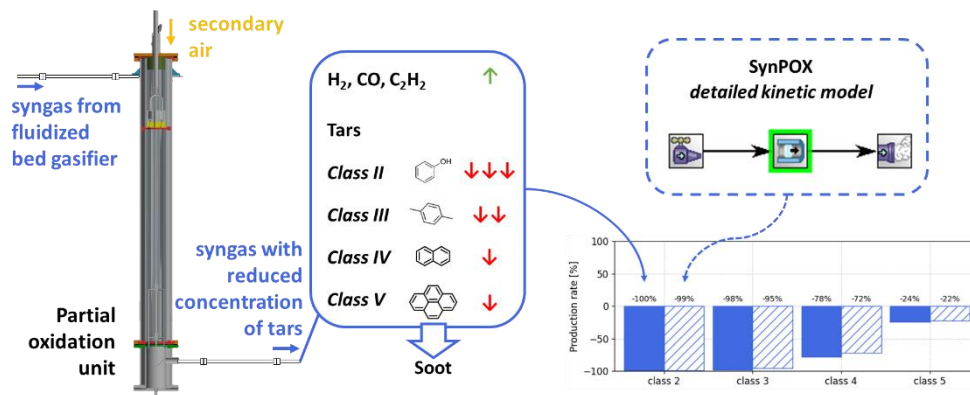 secondary
air
syngas from
fluidized
bed gasifier
Partial
oxidation
unit
syngas with
reduced
concentration
of tars
H₂, CO, C₂H₂
Tars
Class II
OH
Class III
Class IV
Class V
Soot
SynPOX
detailed kinetic model
Production rate [%]
100
50
0
−50
−100
-100%
-99%
-98%
-95%
-78%
-72%
-24%
-22%
class 2
class 3
class 4
class 5